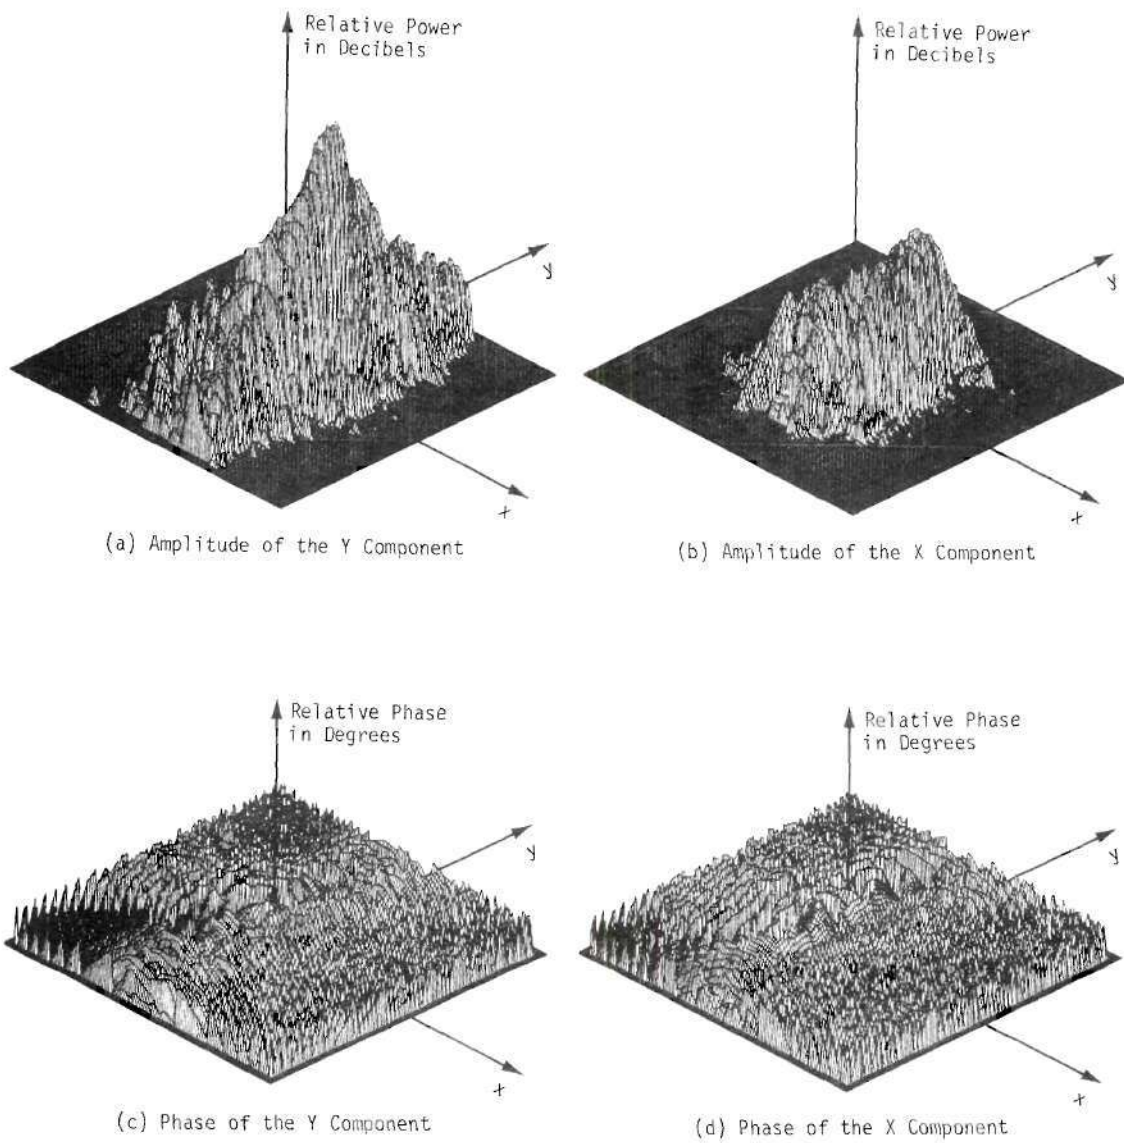 Relative Power
in Decibels
y
x
(a) Amplitude of the Y Component
Relative Power
in Decibels
y
x
(b) Amplitude of the X Component
Relative Phase
in Degrees
y
x
(c) Phase of the Y Component
Relative Phase
in Degrees
y
x
(d) Phase of the X Component